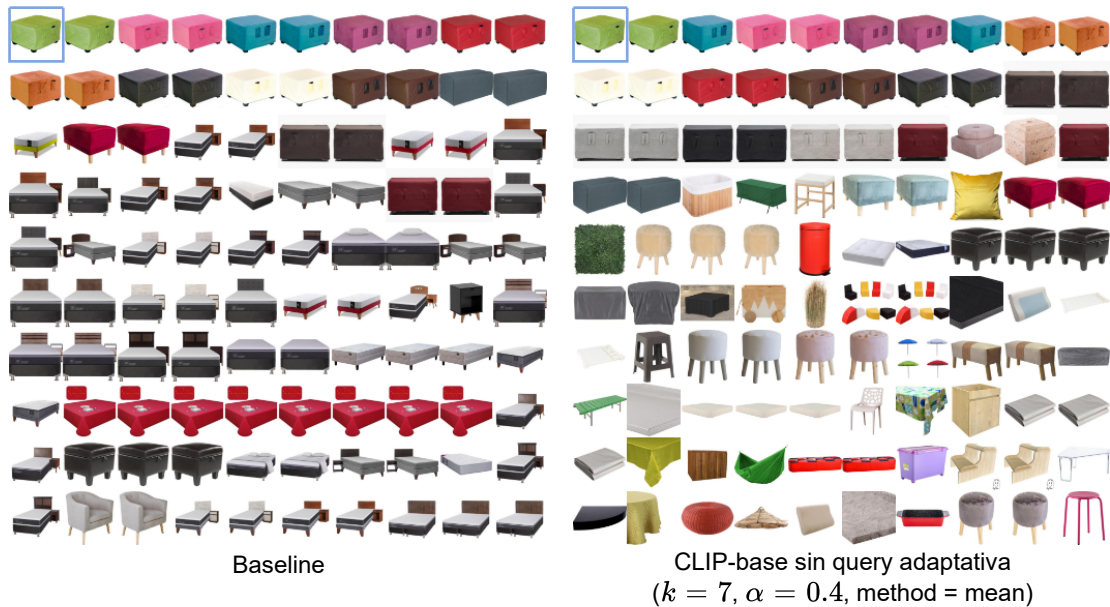 Baseline
CLIP-base sin query adaptativa
(k = 7, α = 0.4, method = mean)